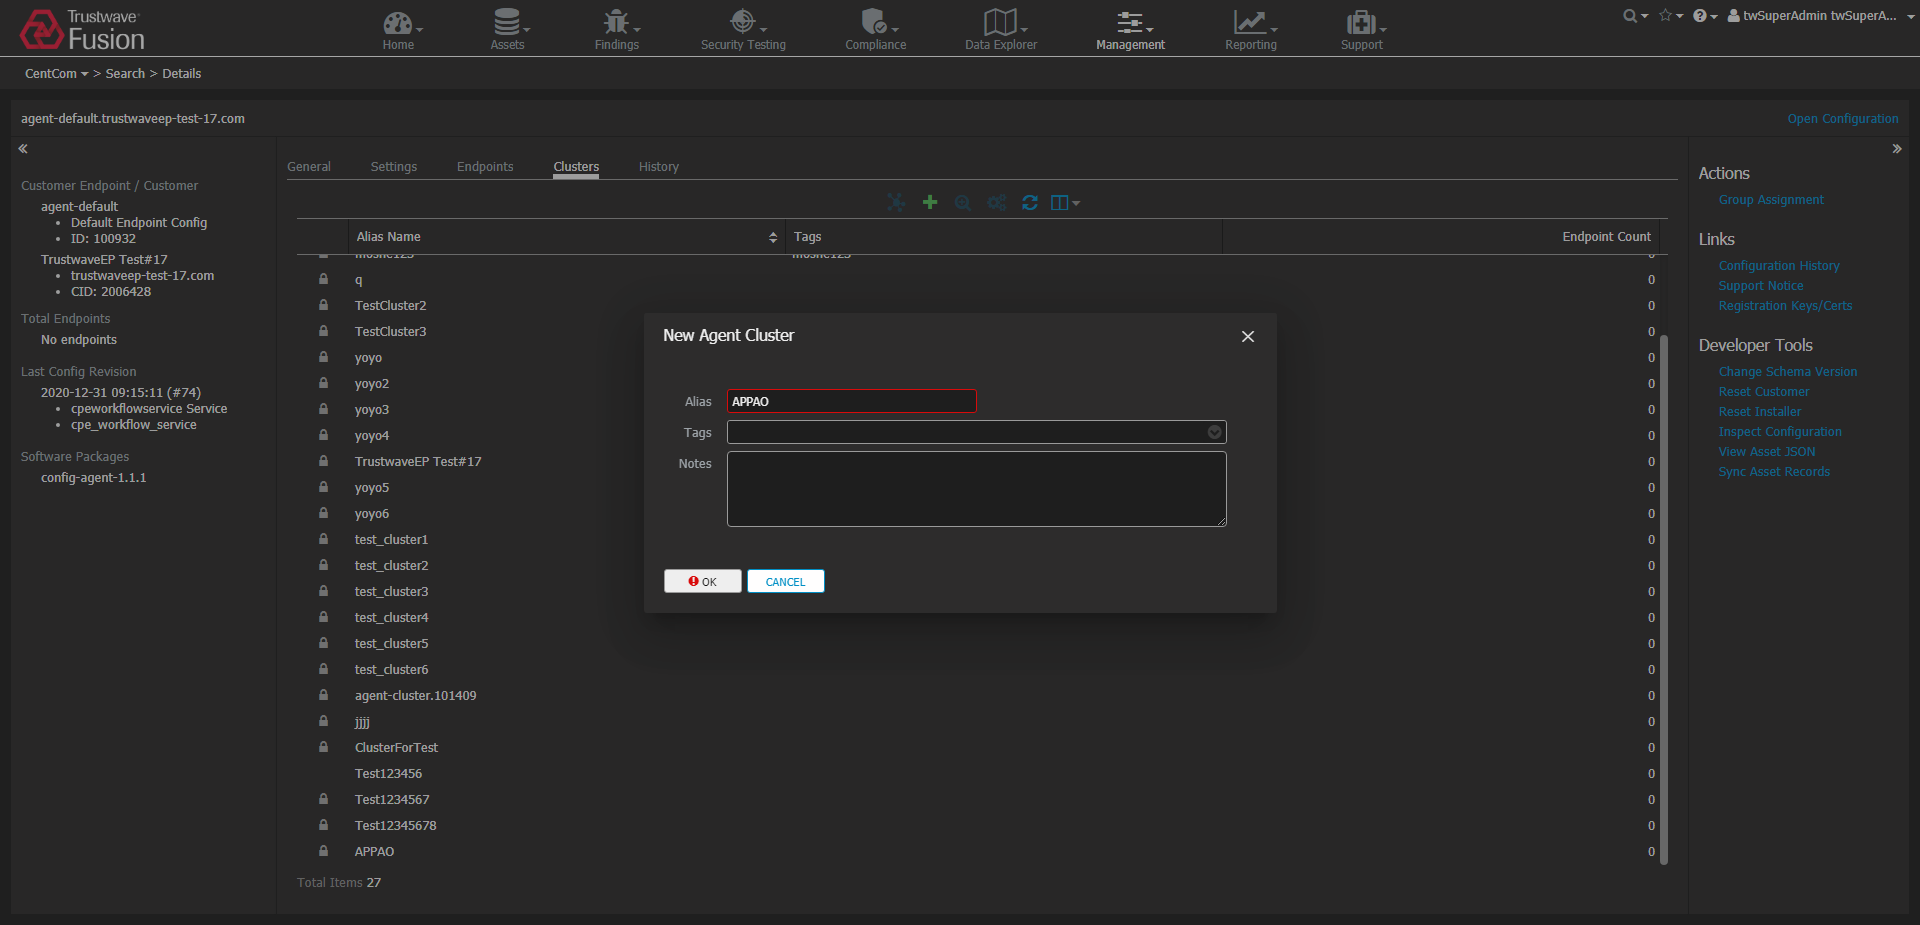 Trustwave®
Fusion
Home
Assets
Findings
Security Testing
Compliance
Data Explorer
Management
Reporting
Support
twSuperAdmin twSuperA...
CentCom > Search > Details
agent-default.trustwaveep-test-17.com
Open Configuration
Customer Endpoint / Customer
agent-default
• Default Endpoint Config
• ID: 100932
TrustwaveEP Test#17
• trustwaveep-test-17.com
• CID: 2006428
Total Endpoints
No endpoints
Last Config Revision
2020-12-31 09:15:11 (#74)
• cpeworkflowservice Service
• cpe_workflow_service
Software Packages
config-agent-1.1.1
General
Settings
Endpoints
Clusters
History
Alias Name
Tags
Endpoint Count
moshe123 moshe123 0
q 0
TestCluster2 0
TestCluster3 0
yoyo 0
yoyo2 0
yoyo3 0
yoyo4 0
TrustwaveEP Test#17 0
yoyo5 0
yoyo6 0
test_cluster1 0
test_cluster2 0
test_cluster3 0
test_cluster4 0
test_cluster5 0
test_cluster6 0
agent-cluster.101409 0
jjjj 0
ClusterForTest 0
Test123456 0
Test1234567 0
Test12345678 0
APPAO 0
Total Items 27
New Agent Cluster
Alias
APPAO
Tags
Notes
OK
CANCEL
Actions
Group Assignment
Links
Configuration History
Support Notice
Registration Keys/Certs
Developer Tools
Change Schema Version
Reset Customer
Reset Installer
Inspect Configuration
View Asset JSON
Sync Asset Records